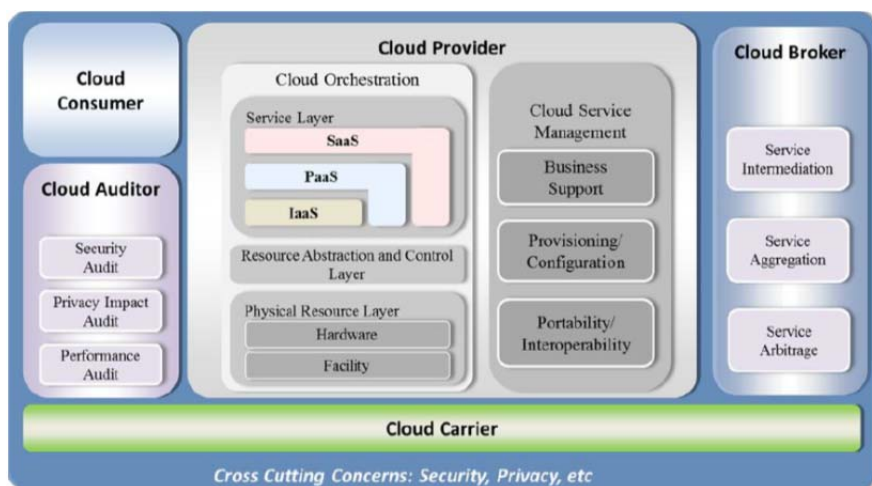 Cloud
Consumer
Cloud Auditor
Security
Audit
Privacy Impact
Audit
Performance
Audit
Cloud Provider
Cloud Orchestration
Service Layer
SaaS
PaaS
IaaS
Resource Abstraction and Control
Layer
Physical Resource Layer
Hardware
Facility
Cloud Service
Management
Business
Support
Provisioning/
Configuration
Portability/
Interoperability
Cloud Broker
Service
Intermediation
Service
Aggregation
Service
Arbitrage
Cloud Carrier
Cross Cutting Concerns: Security, Privacy, etc